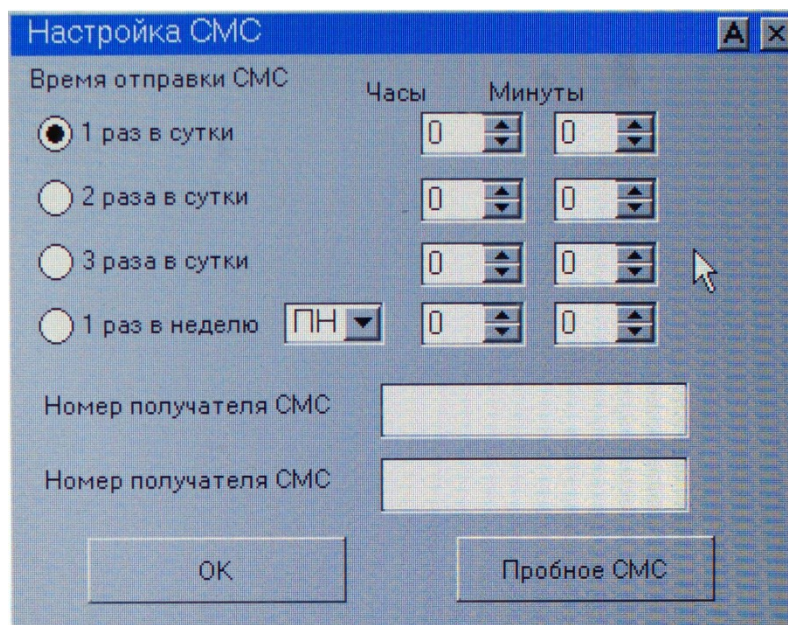 Настройка СМС A ×
Время отправки СМС Часы Минуты
1 раз в сутки 0 0
2 раза в сутки 0 0
3 раза в сутки 0 0
1 раз в неделю ПН 0 0
Номер получателя СМС
Номер получателя СМС
OK Пробное СМС